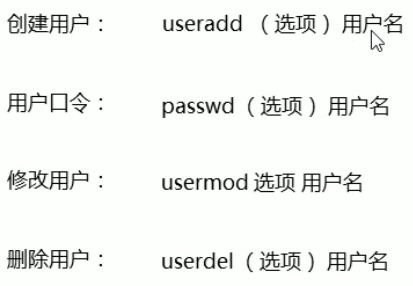 创建用户： useradd （选项）用户名
用户口令： passwd （选项）用户名
修改用户： usermod 选项 用户名
删除用户： userdel （选项）用户名